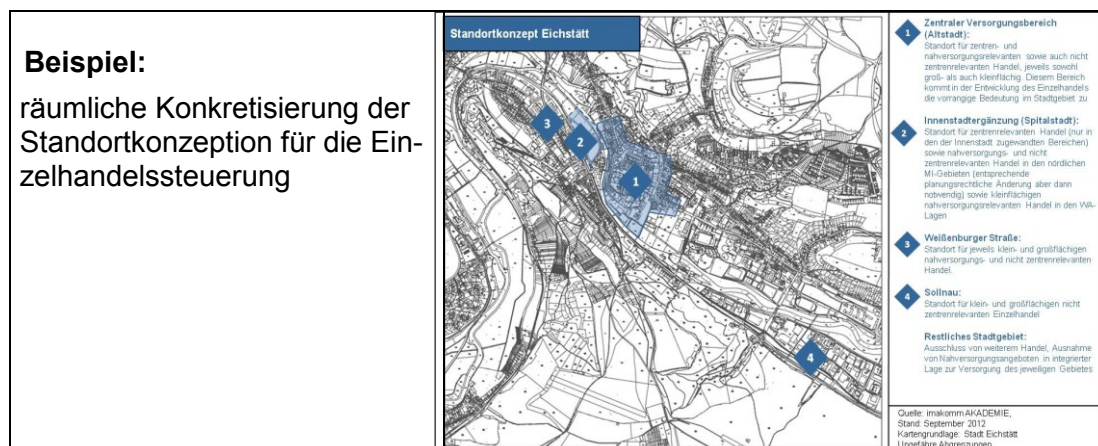 Beispiel:
räumliche Konkretisierung der
Standortkonzeption für die Ein-
zelhandelssteuerung
Standortkonzept Eichstätt
1
2
3
4
1
Zentraler Versorgungsbereich
(Altstadt):
Standort für zentren- und
nahversorgungsrelevanten sowie auch nicht
zentrenrelevanten Handel, jeweils sowohl
groß- als auch kleinflächig. Diesem Bereich
kommt in der Entwicklung des Einzelhandels
die vorrangige Bedeutung im Stadtgebiet zu
2
Innenstadtergänzung (Spitalstadt):
Standort für zentrenrelevanten Handel (nur in
den der Innenstadt zugewandten Bereichen)
sowie nahversorgungs- und nicht
zentrenrelevanten Handel in den nördlichen
MI-Gebieten (entsprechende
planungsrechtliche Änderung aber dann
notwendig) sowie kleinflächigen
nahversorgungsrelevanten Handel in den WA-
Lagen
3
Weißenburger Straße:
Standort für jeweils klein- und großflächigen
nahversorgungs- und nicht zentrenrelevanten
Handel.
4
Sollnau:
Standort für klein- und großflächigen nicht
zentrenrelevanten Einzelhandel
Restliches Stadtgebiet:
Ausschluss von weiterem Handel, Ausnahme
von Nahversorgungsangeboten in integrierter
Lage zur Versorgung des jeweiligen Gebietes
Quelle: imakomm AKADEMIE,
Stand: September 2012
Kartengrundlage: Stadt Eichstätt
Ungefähre Abgrenzungen